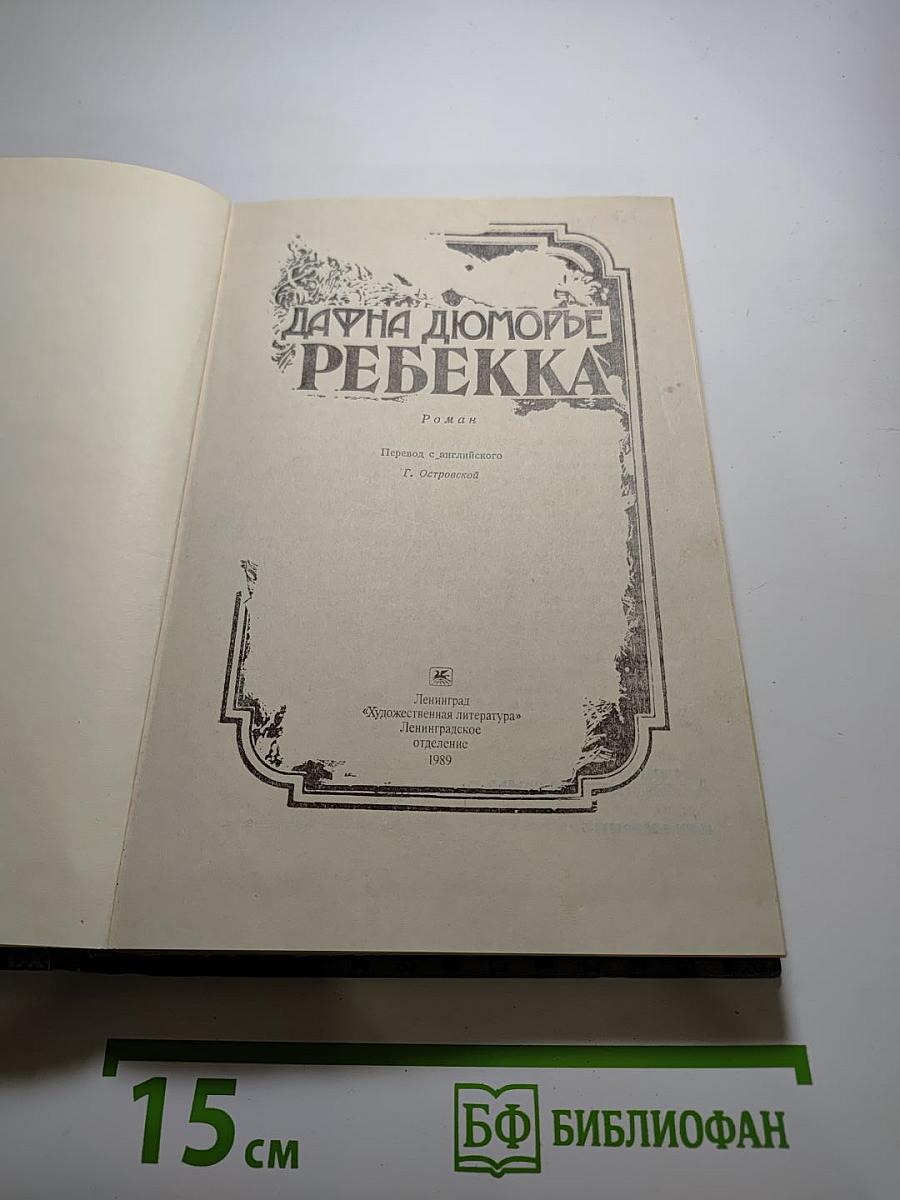 ДАФНА ДЮМОРЬЕ
РЕБЕККА
Роман
Перевод с английского
Г. Островской
Ленинград
«Художественная литература»
Ленинградское
отделение
1989
15 см
БФ БИБЛИОФАН